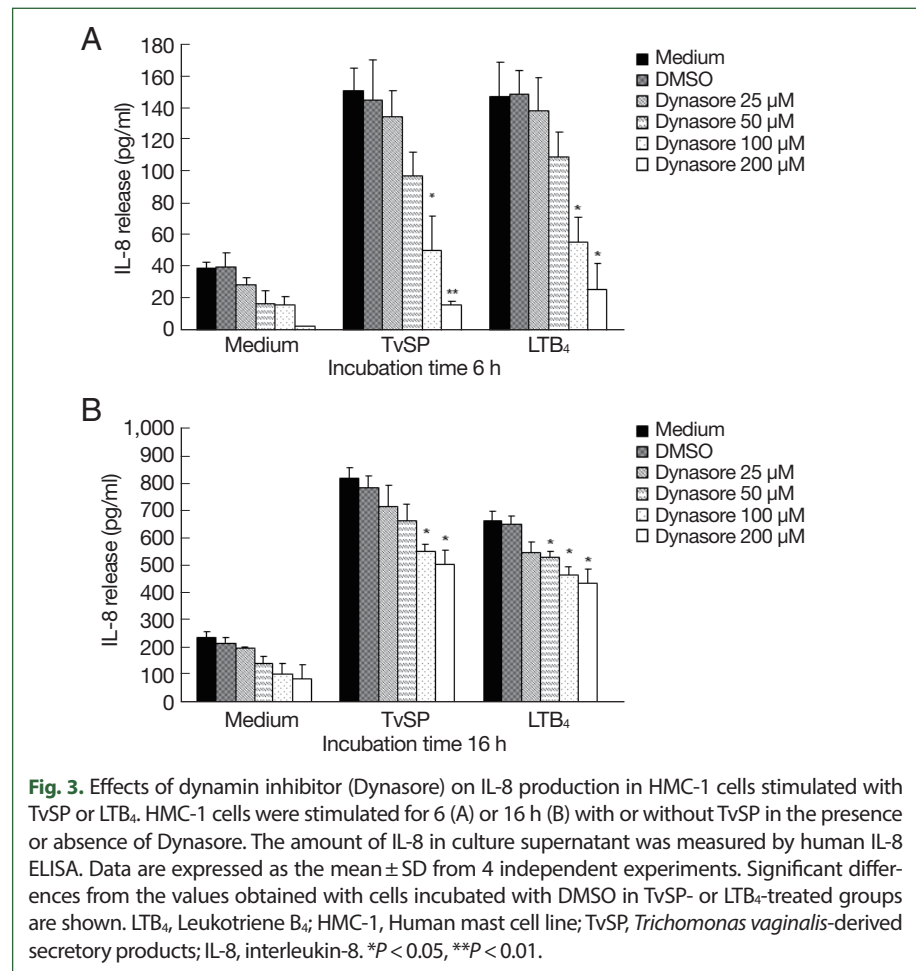 A
180
160
140
120
100
80
60
40
20
0
IL-8 release (pg/ml)
* ** * *
Medium TvSP LTB₄
Incubation time 6 h
Medium
DMSO
Dynasore 25 µM
Dynasore 50 µM
Dynasore 100 µM
Dynasore 200 µM
B
1,000
900
800
700
600
500
400
300
200
100
0
IL-8 release (pg/ml)
* * * * *
Medium TvSP LTB₄
Incubation time 16 h
Medium
DMSO
Dynasore 25 µM
Dynasore 50 µM
Dynasore 100 µM
Dynasore 200 µM
Fig. 3. Effects of dynamin inhibitor (Dynasore) on IL-8 production in HMC-1 cells stimulated with
TvSP or LTB₄. HMC-1 cells were stimulated for 6 (A) or 16 h (B) with or without TvSP in the presence
or absence of Dynasore. The amount of IL-8 in culture supernatant was measured by human IL-8
ELISA. Data are expressed as the mean±SD from 4 independent experiments. Significant differ-
ences from the values obtained with cells incubated with DMSO in TvSP- or LTB₄-treated groups
are shown. LTB₄, Leukotriene B₄; HMC-1, Human mast cell line; TvSP, Trichomonas vaginalis-derived
secretory products; IL-8, interleukin-8. *P<0.05, **P<0.01.